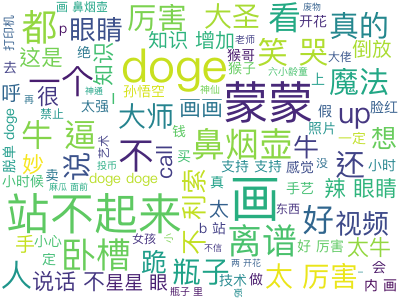 画 鼻烟壶 开花 废物
打印机 都 p 眼睛 厉害 大圣 看 真的
绝 老师
去 这是 知识 增加 笑 哭 倒放
呼 一个 知识 doge 猴哥 大佬
很 猴子 六小龄童 魔法
再 神通 孙悟空 神仙
禁止 太强 一 大师 画画 蒙蒙 up 假 脸红
脱单 doge 牛 逼 艺术 call 钱 照片 一定
妙 卖 投币 不 鼻烟壶 牛 还 想
小时候 麻瓜 面前 说 doge doge 买 支持 支持 感觉 没 小时
站不起来 不 利索 真 画 手艺 辣 眼睛
太 离谱 东西 好 视频
手 小心 卧槽 女孩 b 站 好 厉害 太牛
定 跪 瓶子 不信 两 开花
人 说话 不 星星 眼 技术 做 太 厉害 会
瓶子 里 内 画